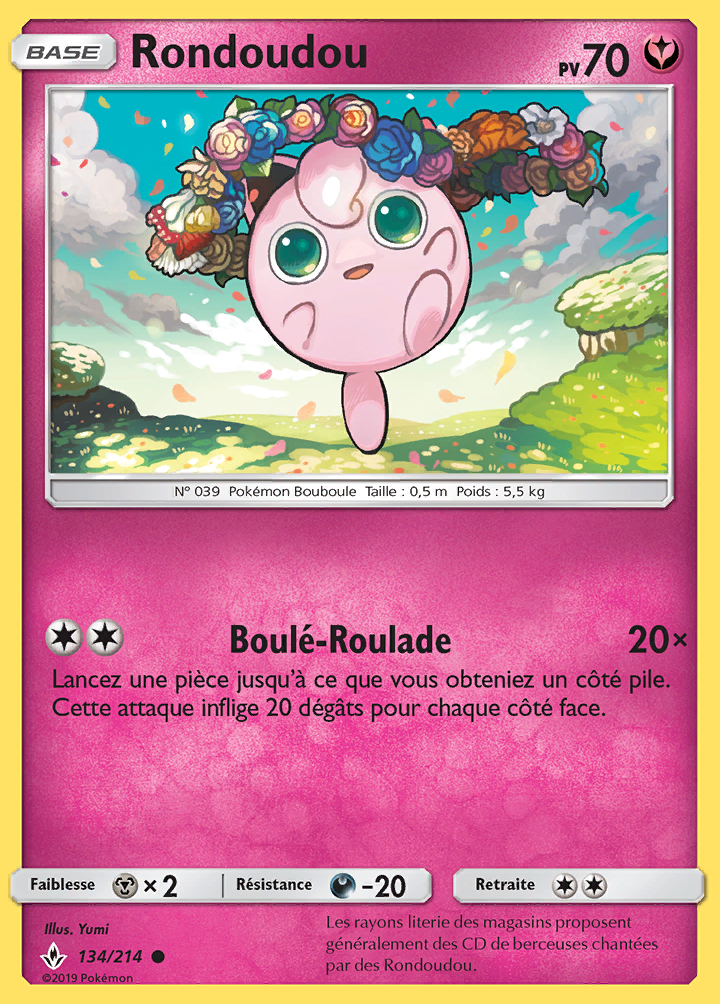 BASE Rondoudou PV70
N° 039 Pokémon Bouboule Taille : 0,5 m Poids : 5,5 kg
Boulé-Roulade 20×
Lancez une pièce jusqu'à ce que vous obteniez un côté pile.
Cette attaque inflige 20 dégâts pour chaque côté face.
Faiblesse ×2 Résistance -20 Retraite
Illus. Yumi
134/214
©2019 Pokémon
Les rayons literie des magasins proposent
généralement des CD de berceuses chantées
par des Rondoudou.